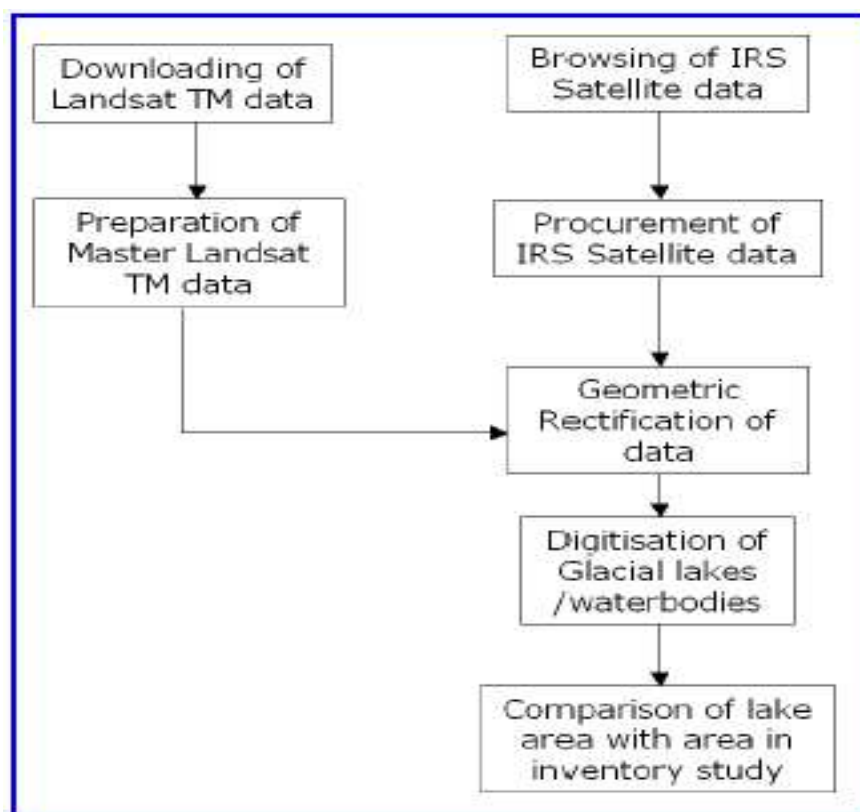 Downloading of
Landsat TM data
Browsing of IRS
Satellite data
Preparation of
Master Landsat
TM data
Procurement of
IRS Satellite data
Geometric
Rectification of
data
Digitisation of
Glacial lakes
/waterbodies
Comparison of lake
area with area in
inventory study